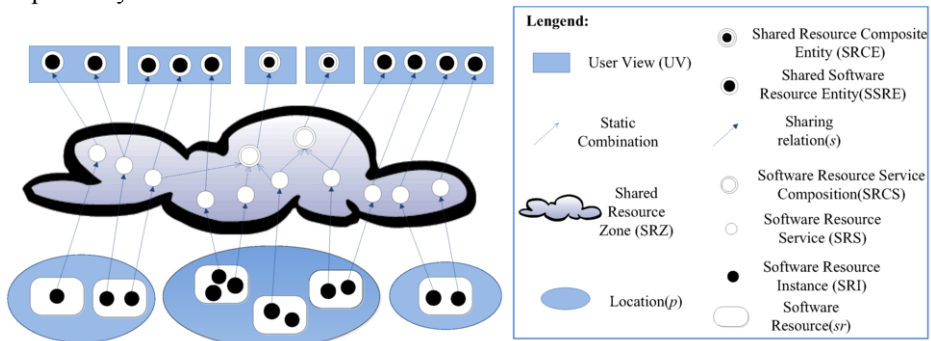 Lengend:
User View (UV)
Static
Combination
Shared
Resource
Zone (SRZ)
Location(p)
Shared Resource Composite
Entity (SRCE)
Shared Software
Resource Entity(SSRE)
Sharing
relation(s)
Software Resource Service
Composition(SRCS)
Software Resource
Service (SRS)
Software Resource
Instance (SRI)
Software
Resource(sr)